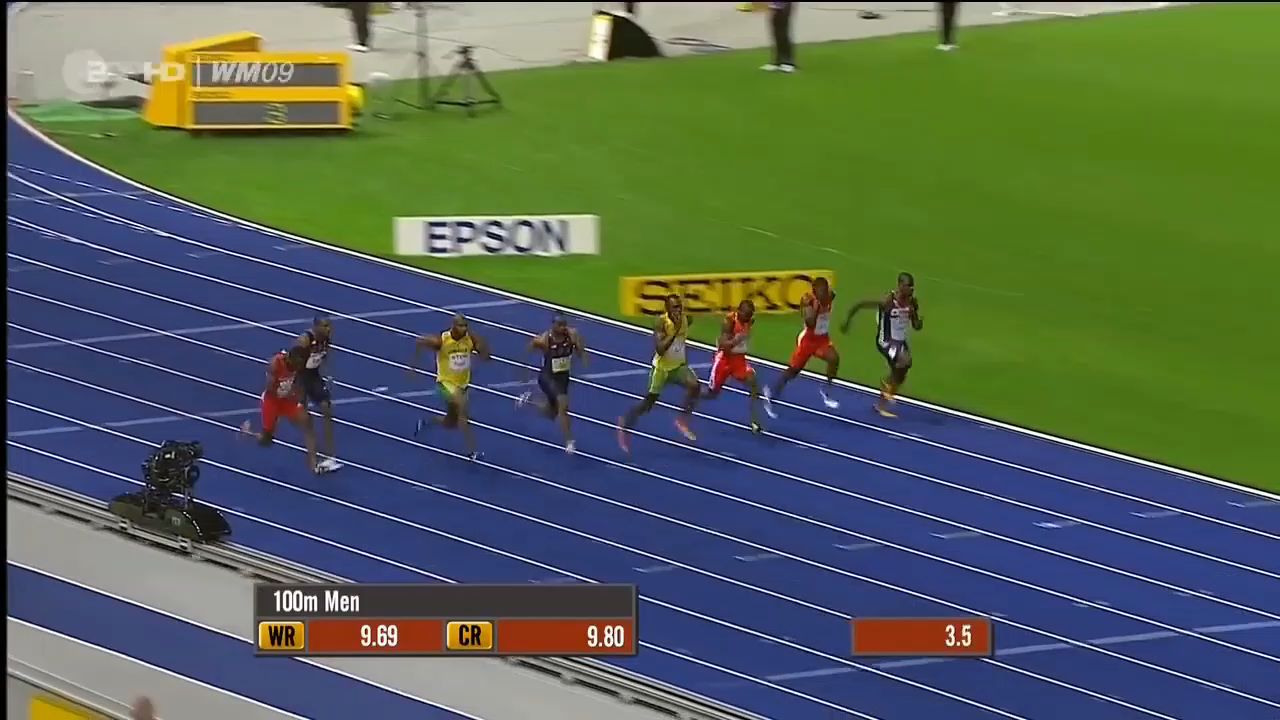 ZDF HD WM09
EPSON
SEIKO
100m Men
WR 9.69 CR 9.80 3.5